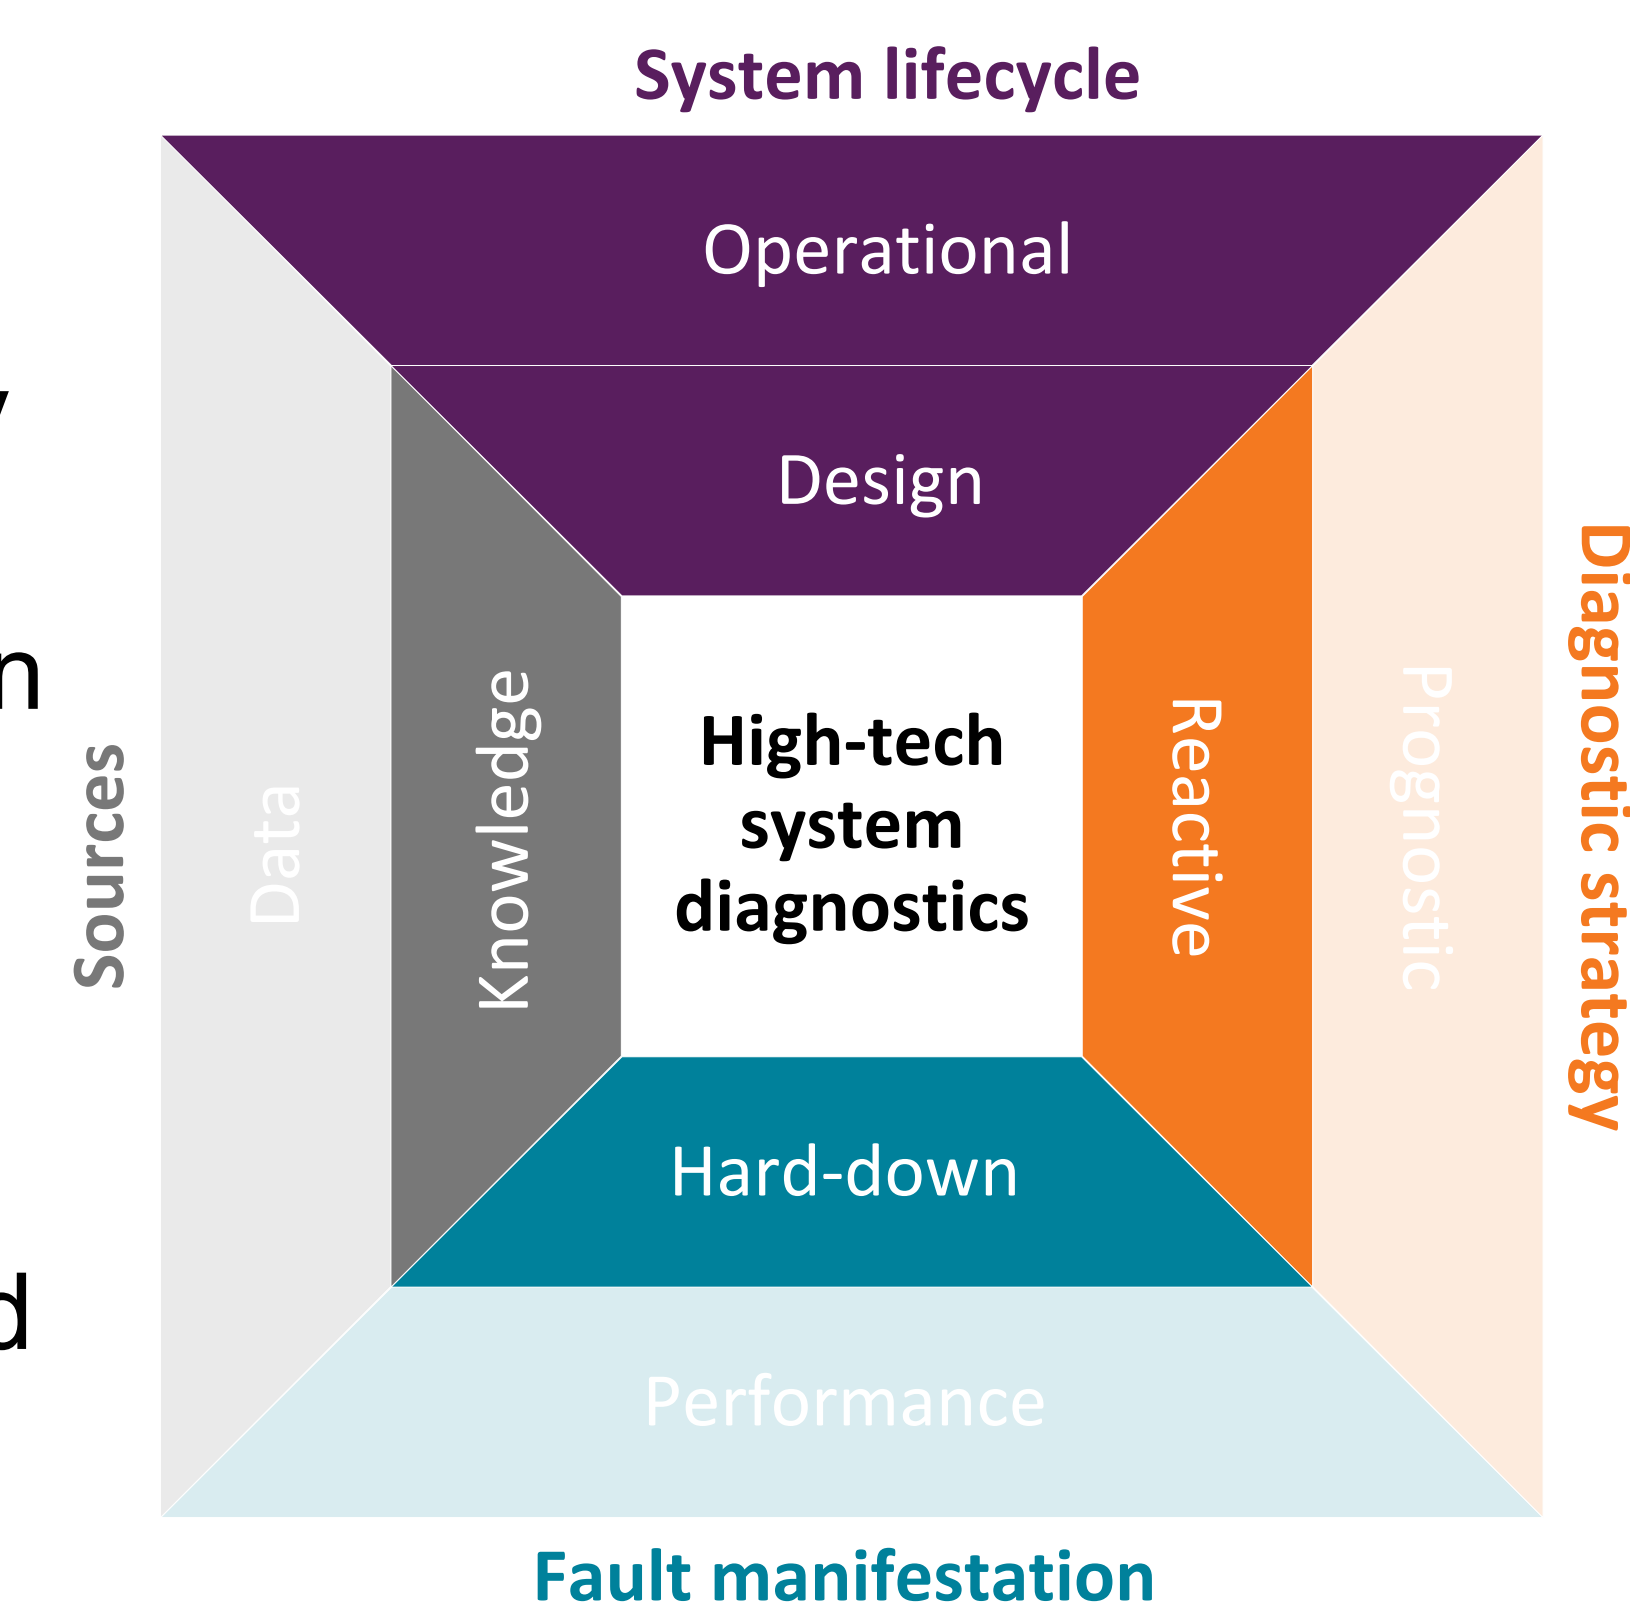 System lifecycle
Operational
Design
y
n
d
Sources
Data
Knowledge
High-tech
system
diagnostics
Reactive
Prognostic
Diagnostic strategy
Hard-down
Performance
Fault manifestation